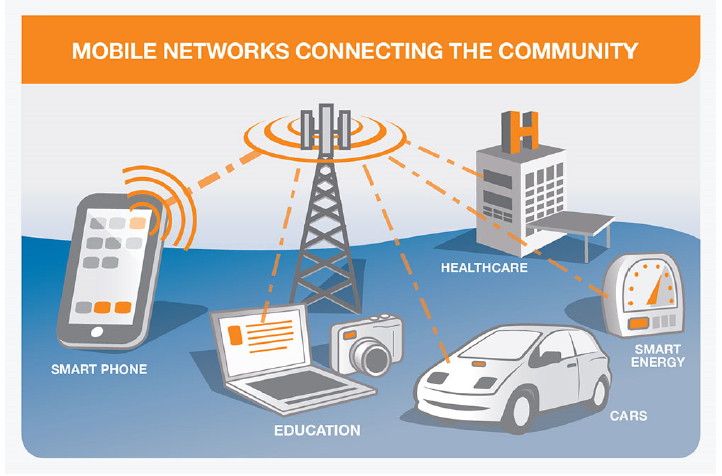 MOBILE NETWORKS CONNECTING THE COMMUNITY
H
HEALTHCARE
SMART PHONE
SMART
ENERGY
CARS
EDUCATION